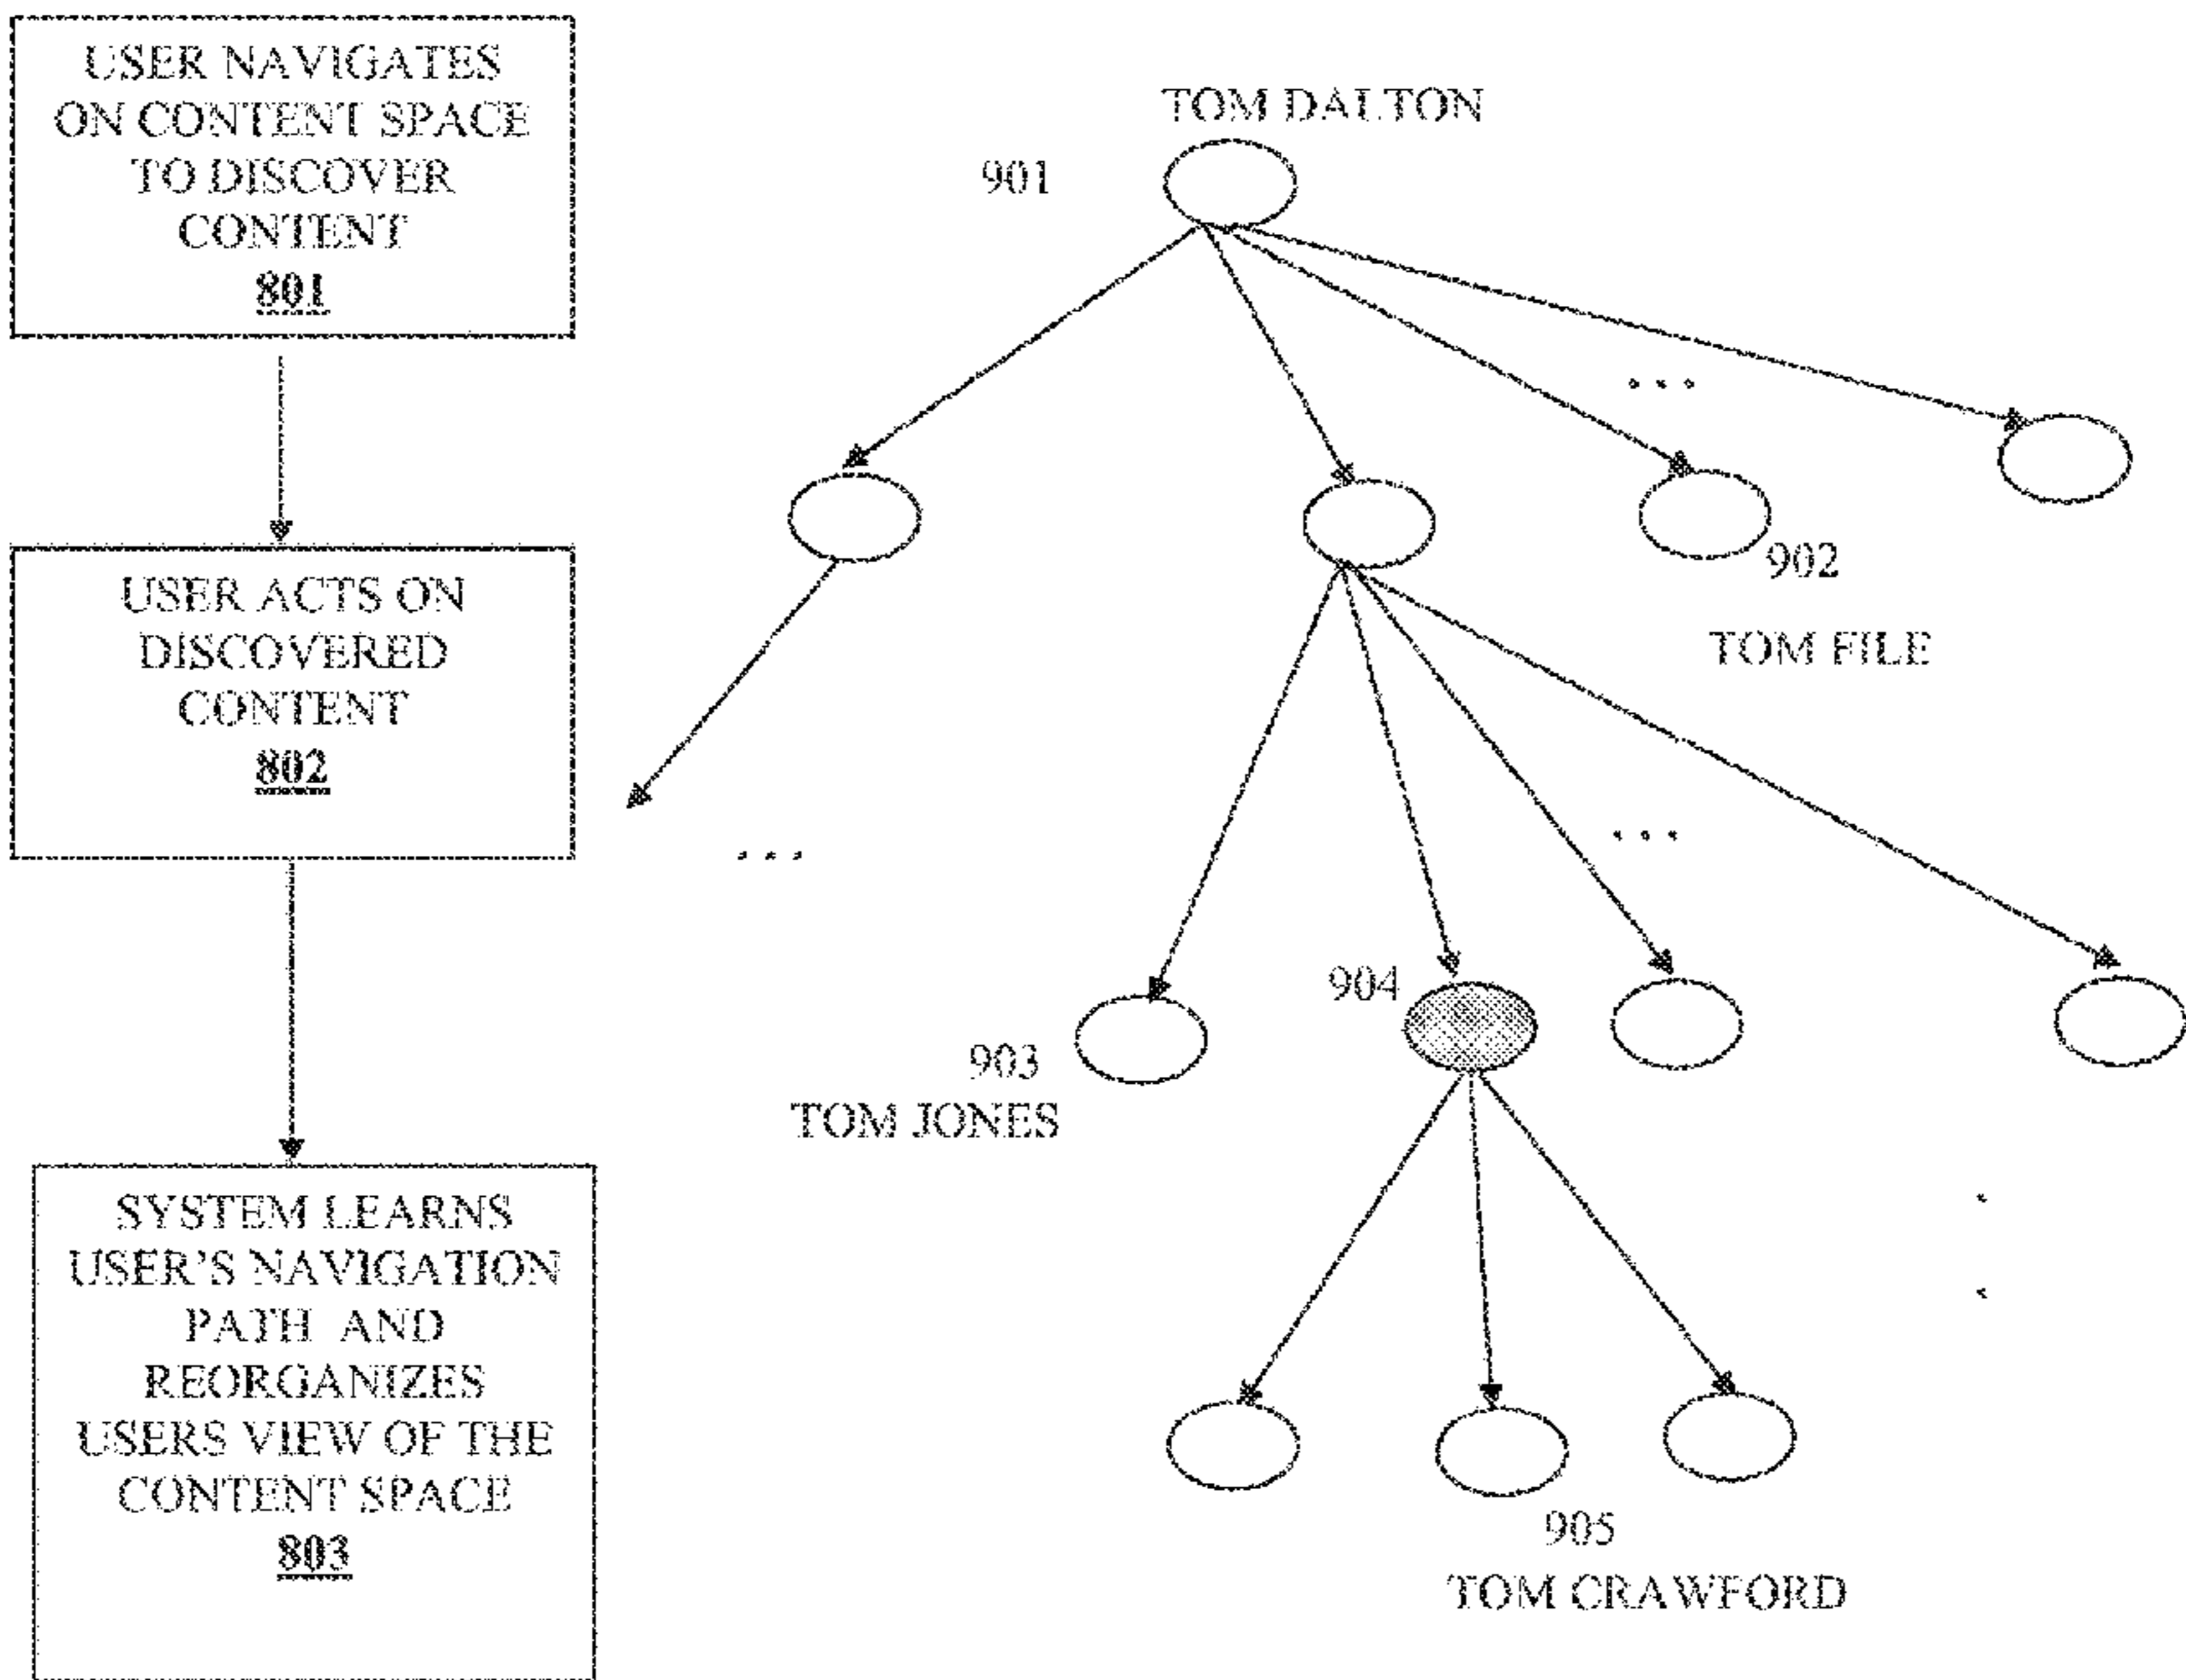 USER NAVIGATES
ON CONTENT SPACE
TO DISCOVER
CONTENT
801
USER ACTS ON
DISCOVERED
CONTENT
802
SYSTEM LEARNS
USER'S NAVIGATION
PATH AND
REORGANIZES
USERS VIEW OF THE
CONTENT SPACE
803
TOM DALTON
901
...
902
TOM FILE
...
...
904
903
TOM JONES
905
TOM CRAWFORD